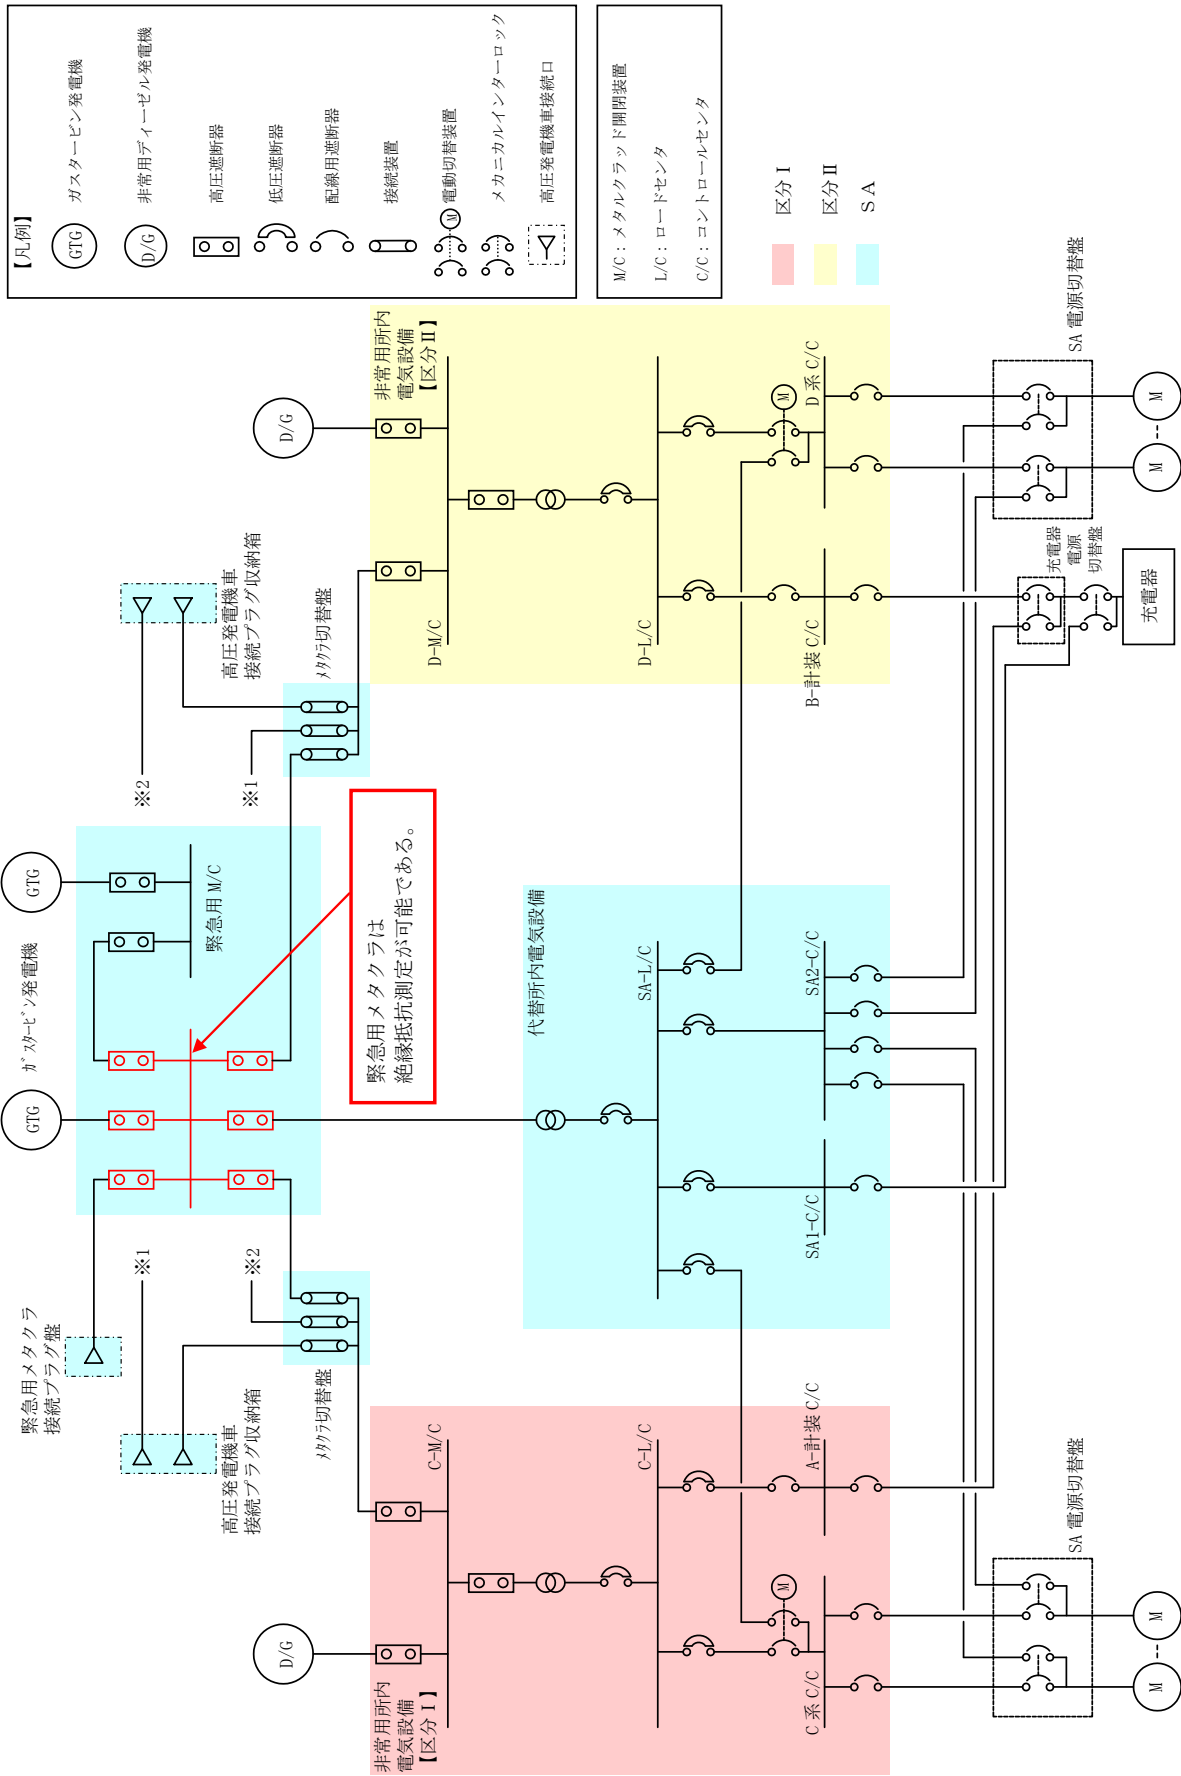 【凡例】
GTG
ガスタービン発電機
D/G
非常用ディーゼル発電機
高圧遮断器
低圧遮断器
配線用遮断器
接続装置
M
電動切替装置
メカニカルインターロック
高圧発電機車接続口
M/C：メタルクラッド開閉装置
L/C：ロードセンタ
C/C：コントロールセンタ
区分Ⅰ
区分Ⅱ
ＳＡ
緊急用メタクラ
接続プラグ盤
GTG
ｶﾞｽﾀｰﾋﾞﾝ発電機
GTG
緊急用 M/C
※1
※2
※2
※1
高圧発電機車
接続プラグ収納箱
ﾒﾀｸﾗ切替盤
高圧発電機車
接続プラグ収納箱
ﾒﾀｸﾗ切替盤
緊急用メタクラは
絶縁抵抗測定が可能である。
D/G
非常用所内
電気設備
【区分Ⅰ】
C-M/C
C-L/C
M
C 系 C/C
A-計装 C/C
代替所内電気設備
SA-L/C
SA1-C/C
SA2-C/C
D/G
非常用所内
電気設備
【区分Ⅱ】
D-M/C
D-L/C
M
B-計装 C/C
D 系 C/C
SA 電源切替盤
M
M
充電器
電源
切替盤
充電器
SA 電源切替盤
M
M